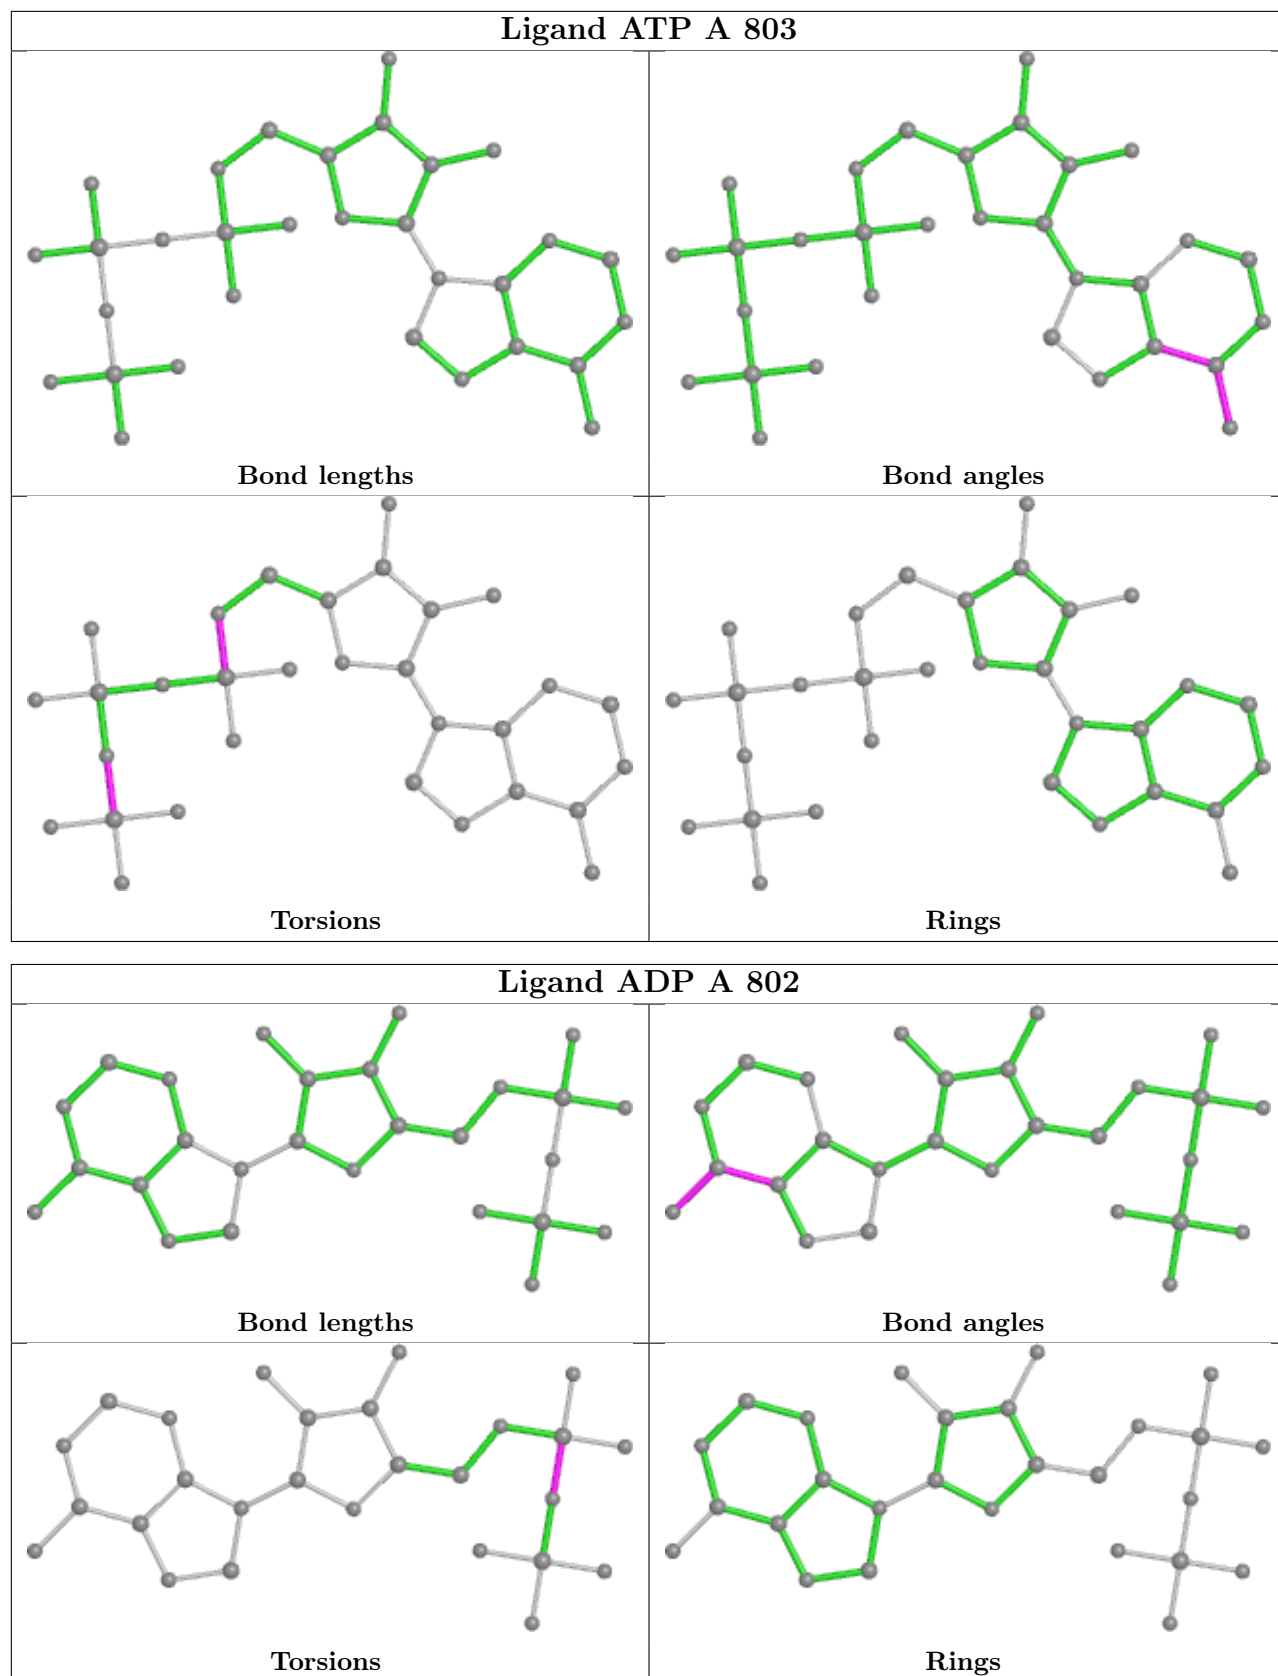 Ligand ATP A 803
Bond lengths
Bond angles
Torsions
Rings
Ligand ADP A 802
Bond lengths
Bond angles
Torsions
Rings